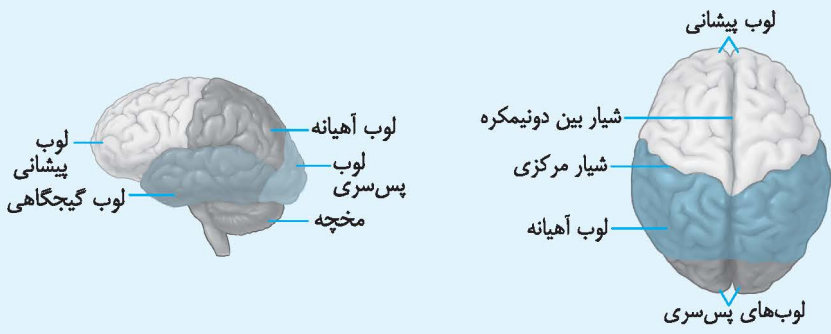 لوب پیشانی
شیار بین دونیمکره
شیار مرکزی
لوب آهیانه
لوب‌های پس‌سری
لوب آهیانه
لوب
پس‌سری
مخچه
لوب
پیشانی
لوب گیجگاهی